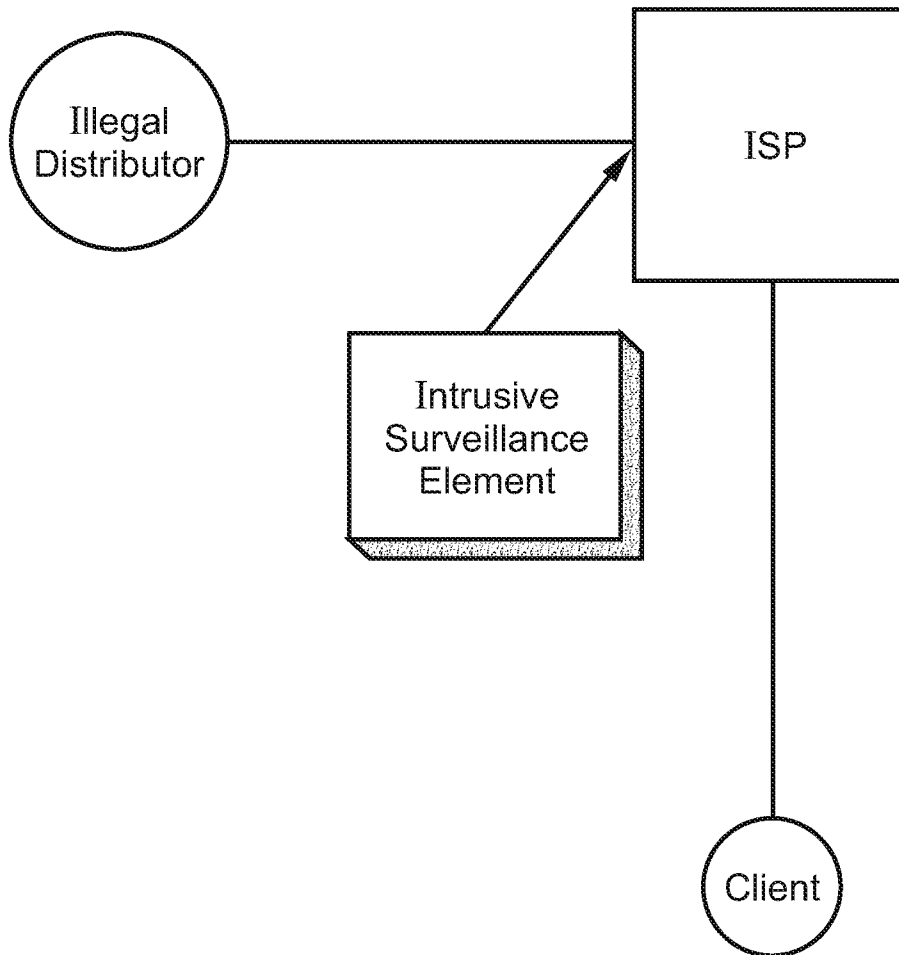 Illegal
Distributor
ISP
Intrusive
Surveillance
Element
Client